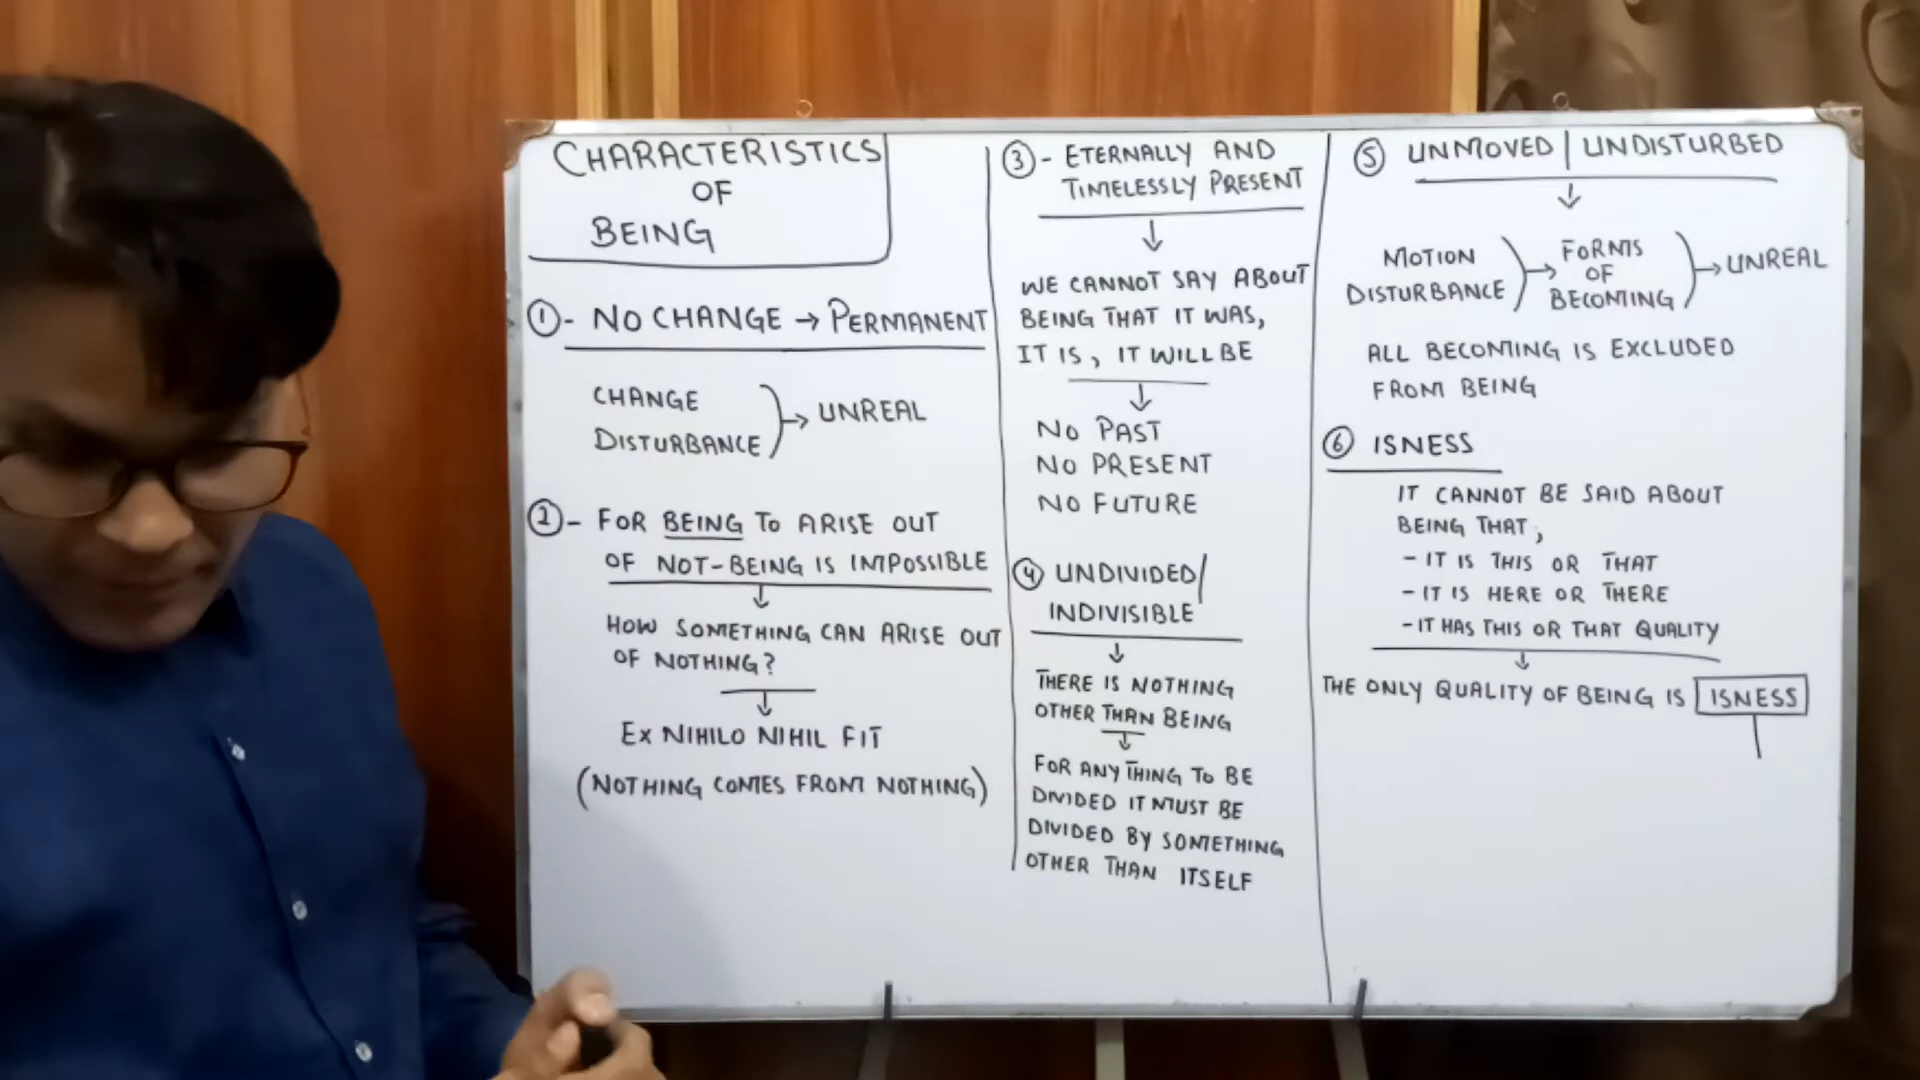 CHARACTERISTICS
OF
BEING
① - NO CHANGE → PERMANENT
CHANGE
DISTURBANCE → UNREAL
② - FOR BEING TO ARISE OUT
OF NOT-BEING IS IMPOSSIBLE
↓
HOW SOMETHING CAN ARISE OUT
OF NOTHING?
↓
EX NIHILO NIHIL FIT
(NOTHING COMES FROM NOTHING)
③ - ETERNALLY AND
TIMELESSLY PRESENT
↓
WE CANNOT SAY ABOUT
BEING THAT IT WAS,
IT IS, IT WILL BE
↓
NO PAST
NO PRESENT
NO FUTURE
④ UNDIVIDED/
INDIVISIBLE
↓
THERE IS NOTHING
OTHER THAN BEING
↓
FOR ANY THING TO BE
DIVIDED IT MUST BE
DIVIDED BY SOMETHING
OTHER THAN ITSELF
⑤ UNMOVED | UNDISTURBED
↓
MOTION
DISTURBANCE → FORMS
OF
BECOMING → UNREAL
ALL BECOMING IS EXCLUDED
FROM BEING
⑥ ISNESS
IT CANNOT BE SAID ABOUT
BEING THAT,
- IT IS THIS OR THAT
- IT IS HERE OR THERE
- IT HAS THIS OR THAT QUALITY
↓
THE ONLY QUALITY OF BEING IS ISNESS